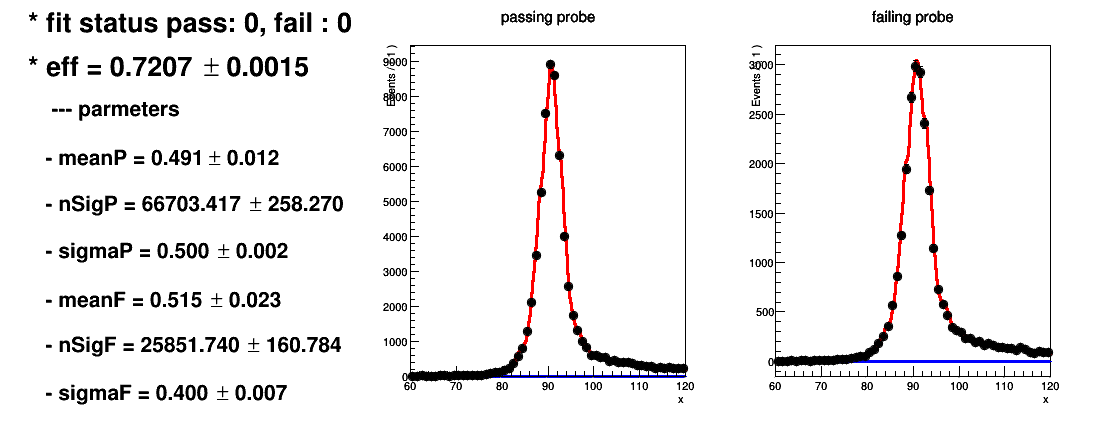 * fit status pass: 0, fail : 0
* eff = 0.7207 ± 0.0015
--- parmeters
- meanP = 0.491 ± 0.012
- nSigP = 66703.417 ± 258.270
- sigmaP = 0.500 ± 0.002
- meanF = 0.515 ± 0.023
- nSigF = 25851.740 ± 160.784
- sigmaF = 0.400 ± 0.007
passing probe
Events / ( 1 )
9000
8000
7000
6000
5000
4000
3000
2000
1000
0
60 70 80 90 100 110 120
x
failing probe
Events / ( 1 )
3000
2500
2000
1500
1000
500
0
60 70 80 90 100 110 120
x